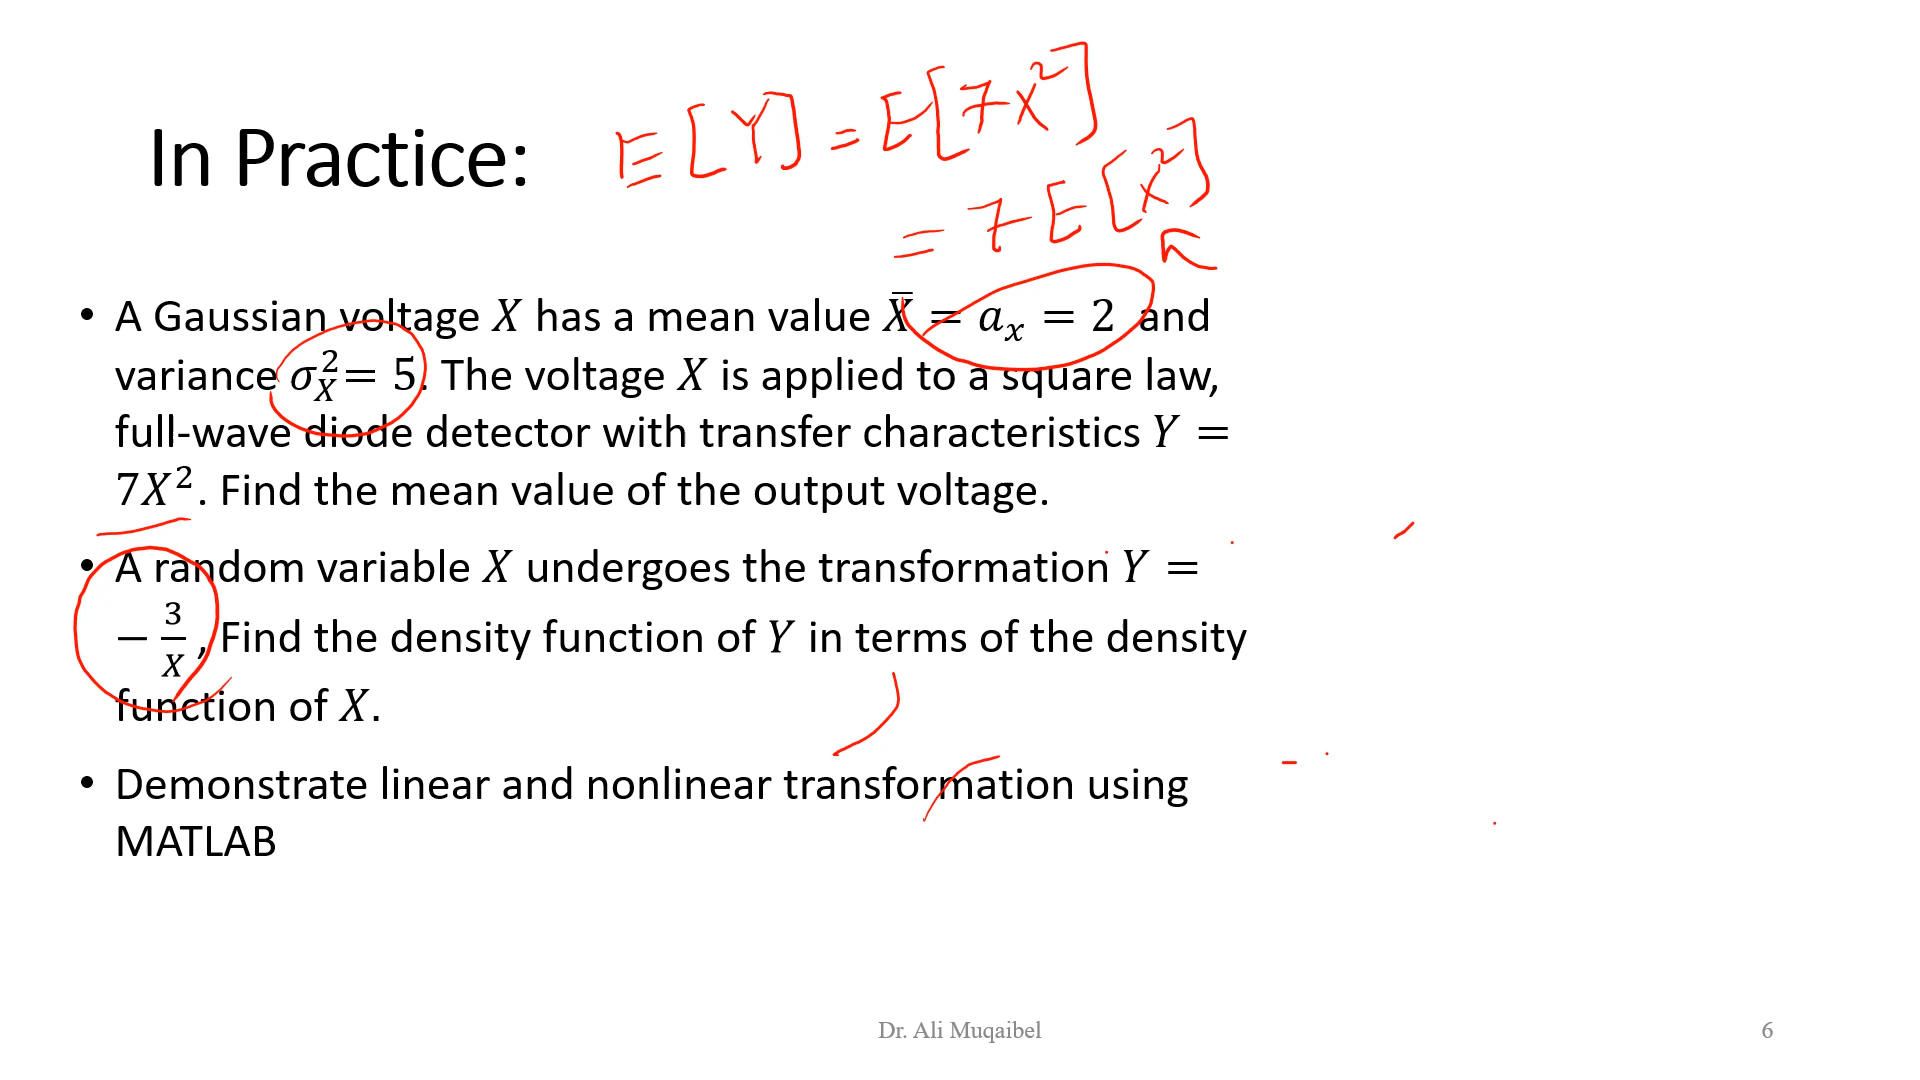 E[Y] = E[7X²]
= 7E[X²]
In Practice:
• A Gaussian voltage X has a mean value X̅ = aₓ = 2 and
variance σ_X² = 5. The voltage X is applied to a square law,
full-wave diode detector with transfer characteristics Y =
7X². Find the mean value of the output voltage.
• A random variable X undergoes the transformation Y =
− 3/X , Find the density function of Y in terms of the density
function of X.
• Demonstrate linear and nonlinear transformation using
MATLAB
Dr. Ali Muqaibel
6